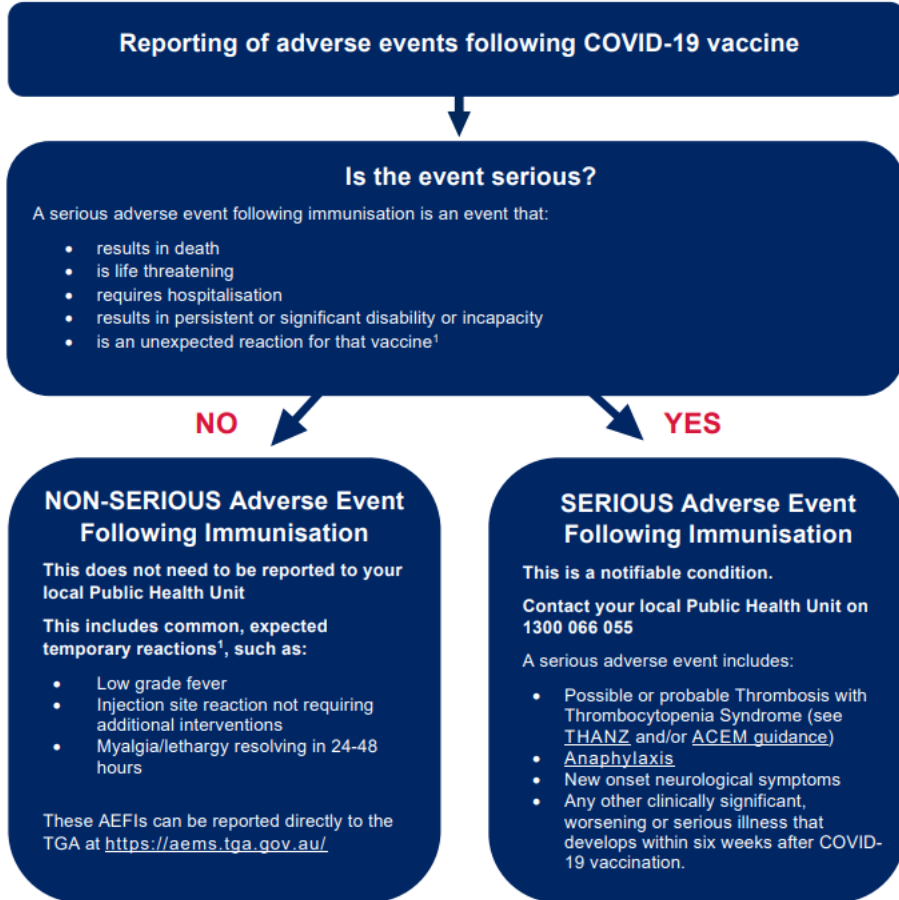 Reporting of adverse events following COVID-19 vaccine
Is the event serious?
A serious adverse event following immunisation is an event that:
• results in death
• is life threatening
• requires hospitalisation
• results in persistent or significant disability or incapacity
• is an unexpected reaction for that vaccine¹
NO
YES
NON-SERIOUS Adverse Event
Following Immunisation
This does not need to be reported to your
local Public Health Unit
This includes common, expected
temporary reactions¹, such as:
• Low grade fever
• Injection site reaction not requiring
additional interventions
• Myalgia/lethargy resolving in 24-48
hours
These AEFIs can be reported directly to the
TGA at https://aems.tga.gov.au/
SERIOUS Adverse Event
Following Immunisation
This is a notifiable condition.
Contact your local Public Health Unit on
1300 066 055
A serious adverse event includes:
• Possible or probable Thrombosis with
Thrombocytopenia Syndrome (see
THANZ and/or ACEM guidance)
• Anaphylaxis
• New onset neurological symptoms
• Any other clinically significant,
worsening or serious illness that
develops within six weeks after COVID-
19 vaccination.